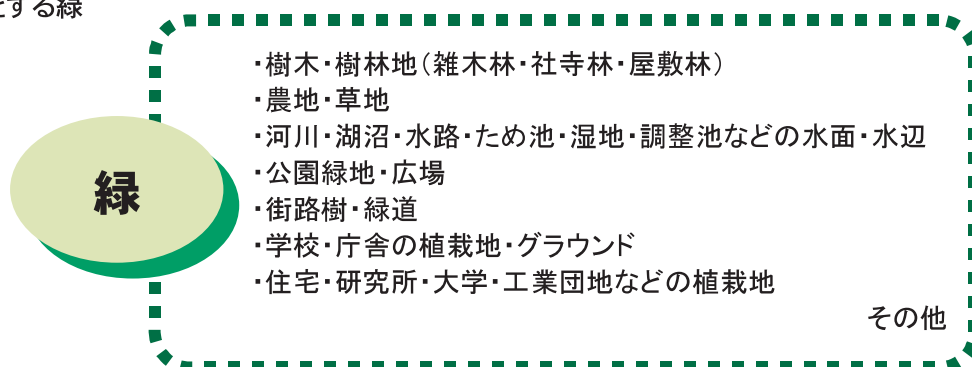 する緑
・樹木・樹林地（雑木林・社寺林・屋敷林）
・農地・草地
・河川・湖沼・水路・ため池・湿地・調整池などの水面・水辺
・公園緑地・広場
緑
・街路樹・緑道
・学校・庁舎の植栽地・グラウンド
・住宅・研究所・大学・工業団地などの植栽地
その他